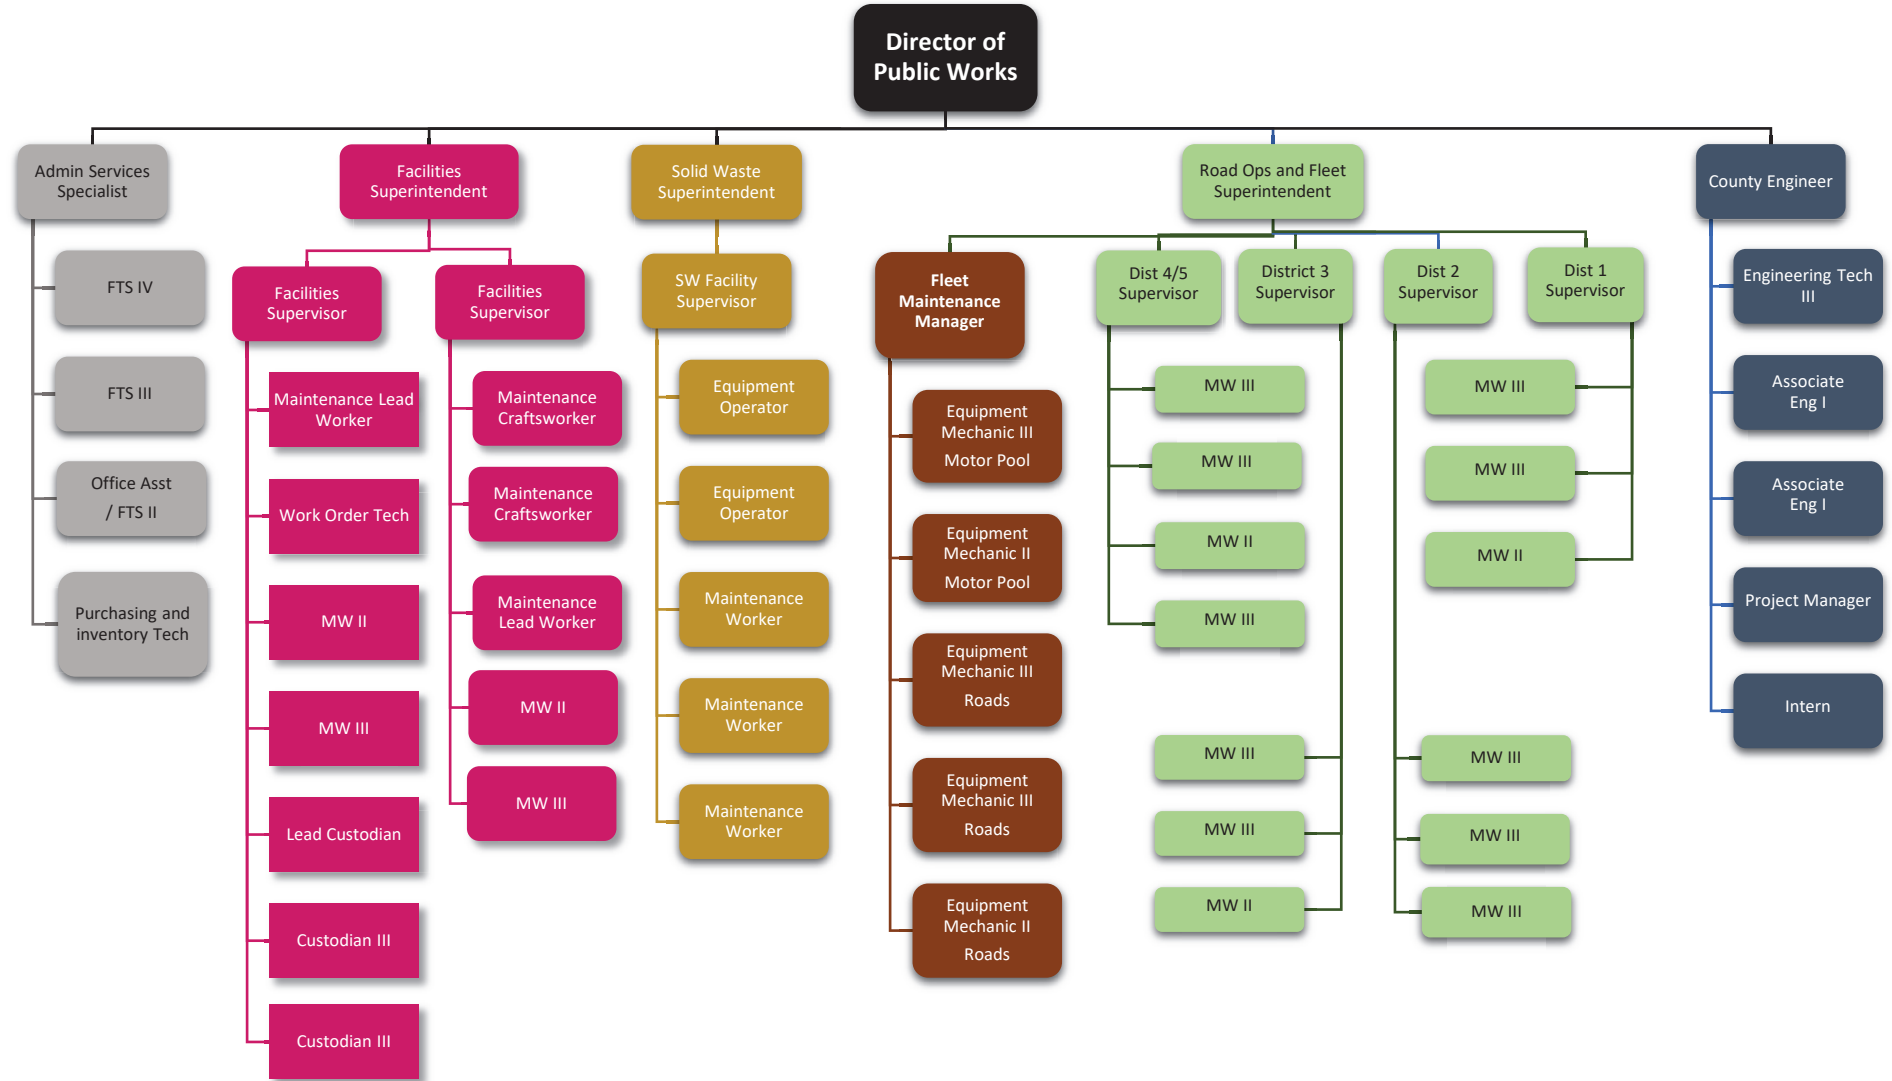 Director of
Public Works
Admin Services
Specialist
FTS IV
FTS III
Office Asst
/ FTS II
Purchasing and
inventory Tech
Facilities
Superintendent
Facilities
Supervisor
Maintenance Lead
Worker
Work Order Tech
MW II
MW III
Lead Custodian
Custodian III
Custodian III
Facilities
Supervisor
Maintenance
Craftsworker
Maintenance
Craftsworker
Maintenance
Lead Worker
MW II
MW III
Solid Waste
Superintendent
SW Facility
Supervisor
Equipment
Operator
Equipment
Operator
Maintenance
Worker
Maintenance
Worker
Maintenance
Worker
Road Ops and Fleet
Superintendent
Fleet
Maintenance
Manager
Equipment
Mechanic III
Motor Pool
Equipment
Mechanic II
Motor Pool
Equipment
Mechanic III
Roads
Equipment
Mechanic III
Roads
Equipment
Mechanic II
Roads
Dist 4/5
Supervisor
MW III
MW III
MW II
MW III
District 3
Supervisor
MW III
MW III
MW II
Dist 2
Supervisor
MW III
MW III
MW III
Dist 1
Supervisor
MW III
MW III
MW II
County Engineer
Engineering Tech
III
Associate
Eng I
Associate
Eng I
Project Manager
Intern